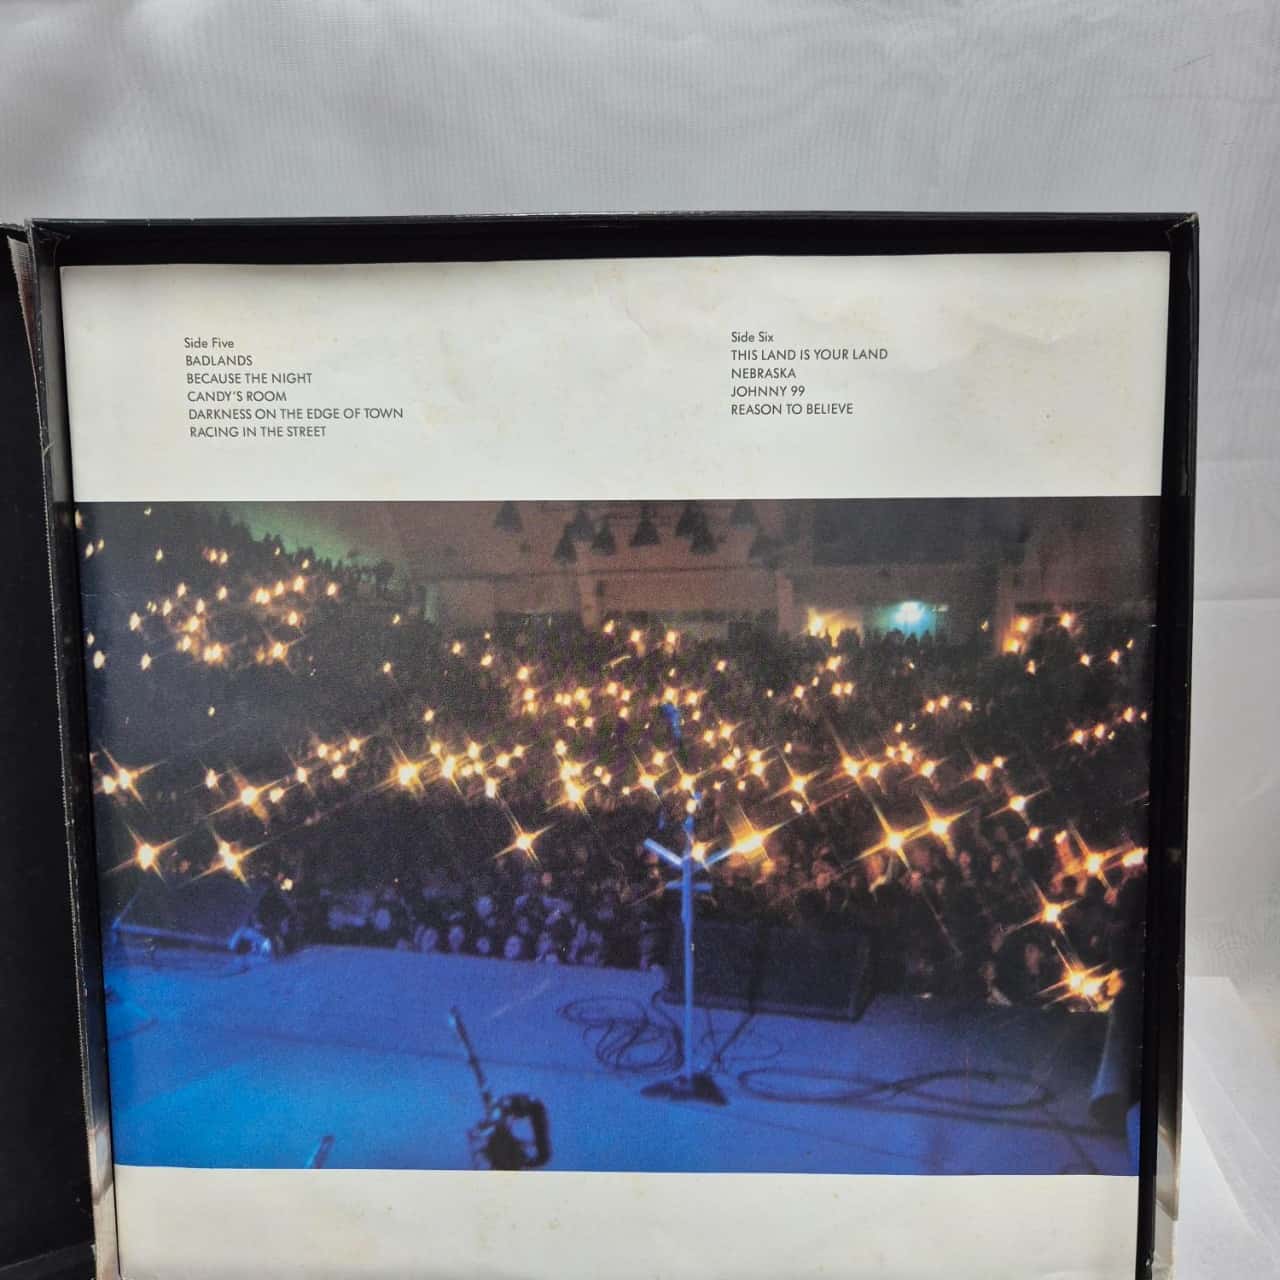 Side Five
BADLANDS
BECAUSE THE NIGHT
CANDY'S ROOM
DARKNESS ON THE EDGE OF TOWN
RACING IN THE STREET
Side Six
THIS LAND IS YOUR LAND
NEBRASKA
JOHNNY 99
REASON TO BELIEVE